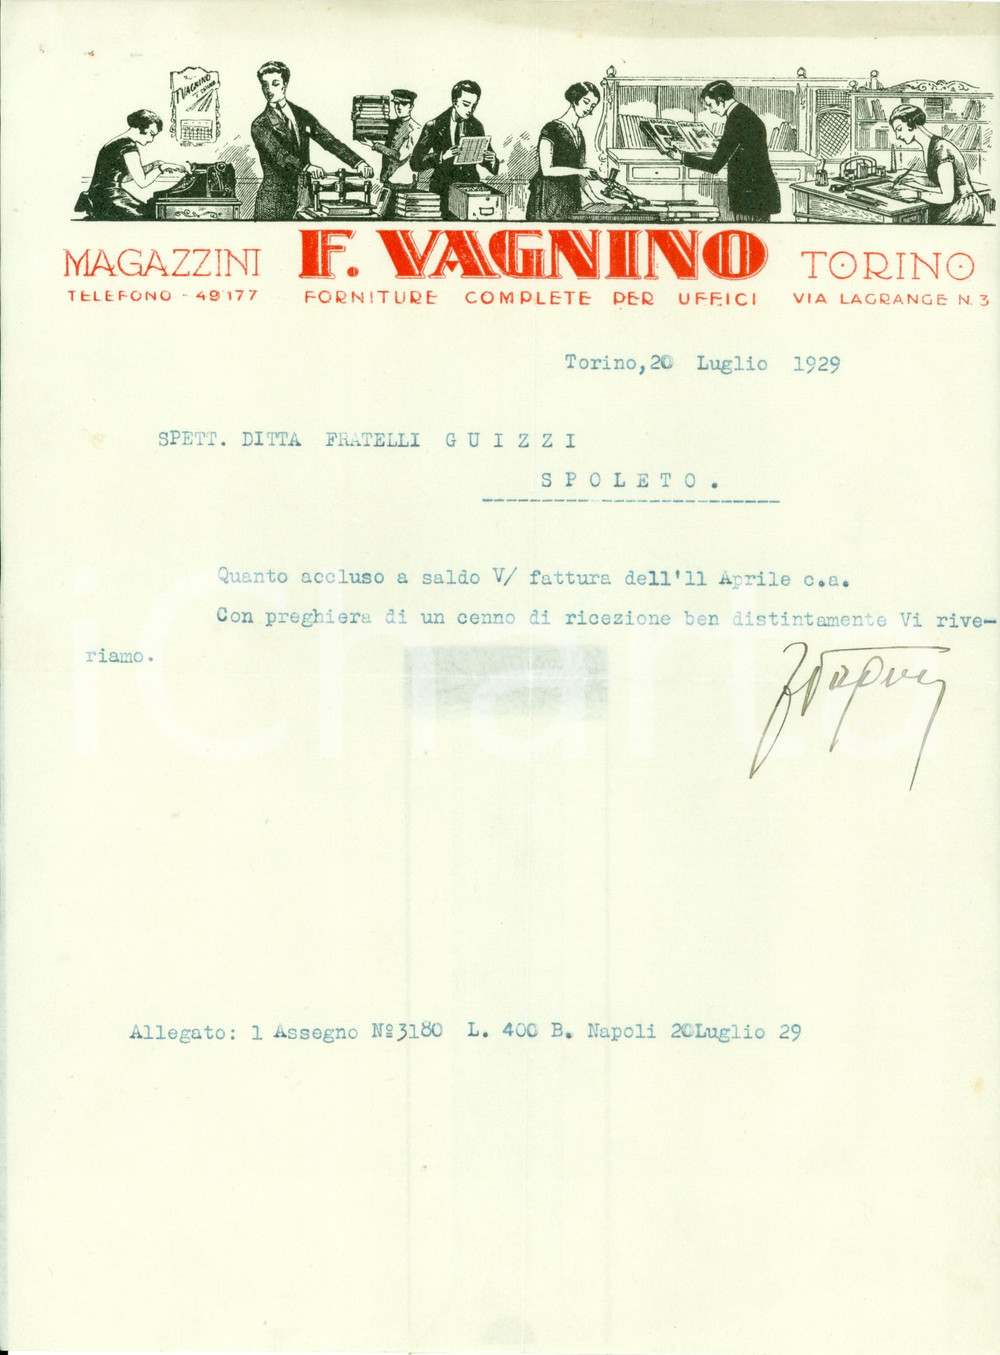 VAGNINO
MAGAZZINI F. VAGNINO TORINO
TELEFONO - 49177 FORNITURE COMPLETE PER UFFICI VIA LAGRANGE N. 3
Torino,20 Luglio 1929
SPETT. DITTA FRATELLI G U I Z Z I
S P O L E T O .
Quanto accluso a saldo V/ fattura dell'11 Aprile c.a.
Con preghiera di un cenno di ricezione ben distintamente Vi rive-
riamo.
Allegato: 1 Assegno Nº3180 L. 400 B. Napoli 20Luglio 29